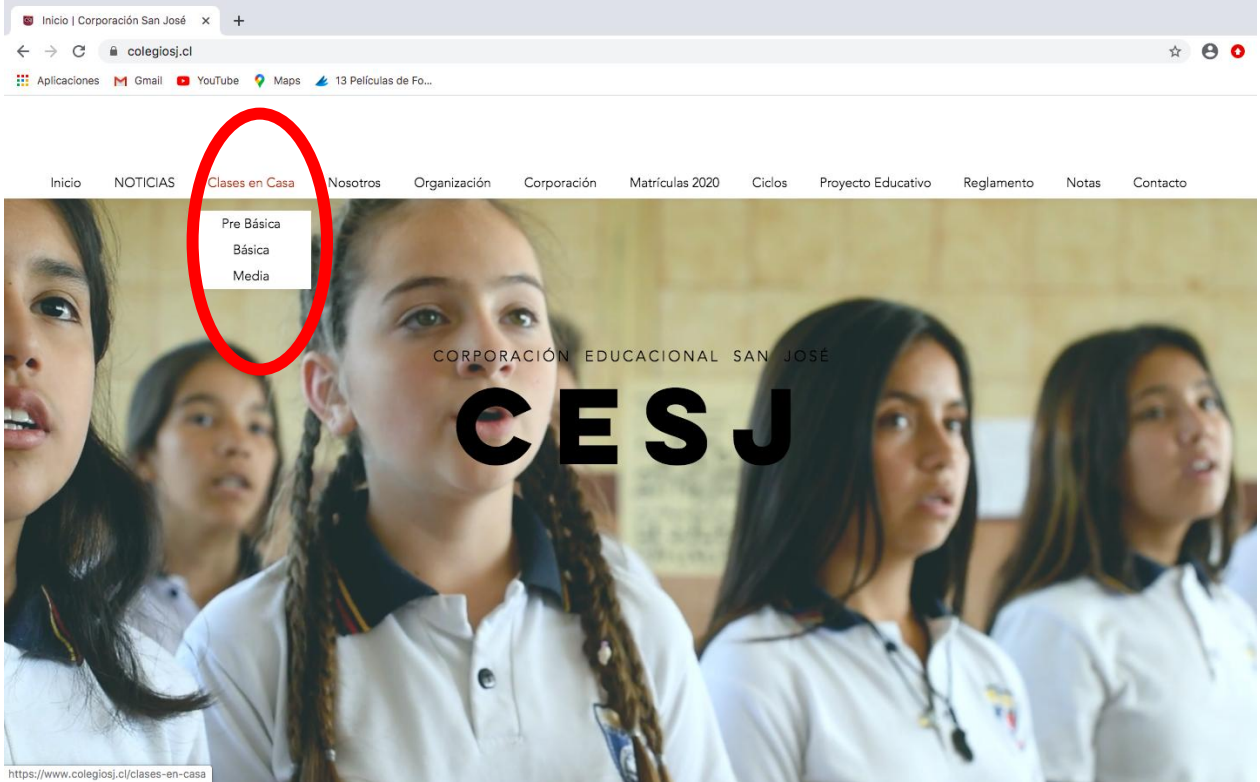 Inicio | Corporación San José
colegiosj.cl
Aplicaciones Gmail YouTube Maps 13 Películas de Fo...
Inicio NOTICIAS Clases en Casa Nosotros Organización Corporación Matrículas 2020 Ciclos Proyecto Educativo Reglamento Notas Contacto
Pre Básica
Básica
Media
CORPORACIÓN EDUCACIONAL SAN JOSÉ
CESJ
https://www.colegiosj.cl/clases-en-casa